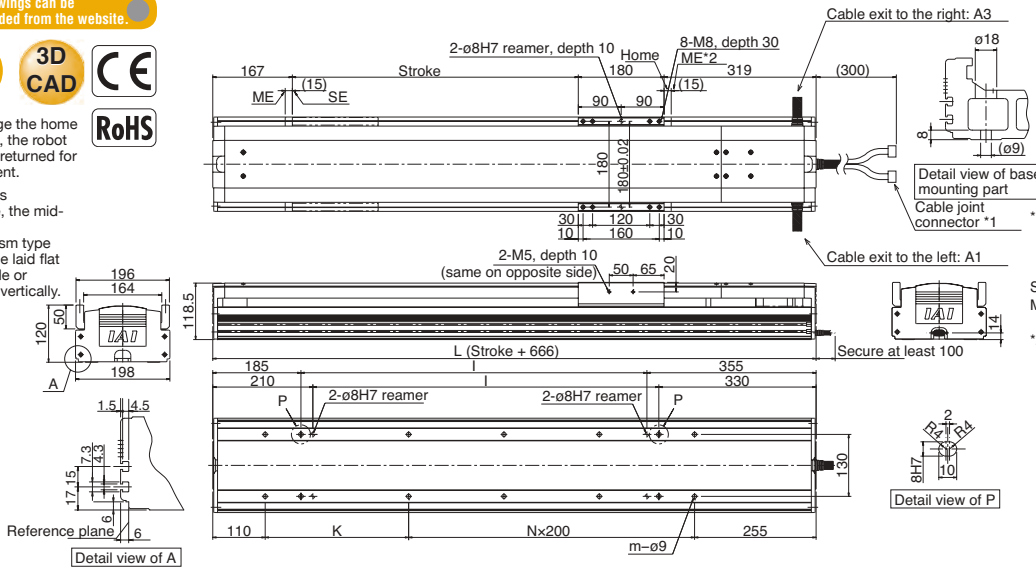 wings can be
ded from the website.
3D
CAD
CE
RoHS
ge the home
, the robot
returned for
ent.
s
e, the mid-
sm type
e laid flat
de or
vertically.
Cable exit to the right: A3
2-ø8H7 reamer, depth 10
Home
8-M8, depth 30
ME*2
167
Stroke
180
(15)
319
(300)
(15)
ME
SE
90
90
180
180±0.02
30
120
30
10
160
10
ø18
8
(ø9)
Detail view of base
mounting part
Cable joint
connector *1
*
Cable exit to the left: A1
2-M5, depth 10
(same on opposite side)
50
65
20
196
164
120
50
198
A
IAI
118.5
L (Stroke + 666)
Secure at least 100
IAI
14
S
M
*
185
l
355
210
l
330
P
2-ø8H7 reamer
2-ø8H7 reamer
P
130
110
K
N×200
255
m-ø9
1.5
4.5
7.3
4.3
15
17
6
6
Reference plane
Detail view of A
2
R4
R4
8H7
10
Detail view of P